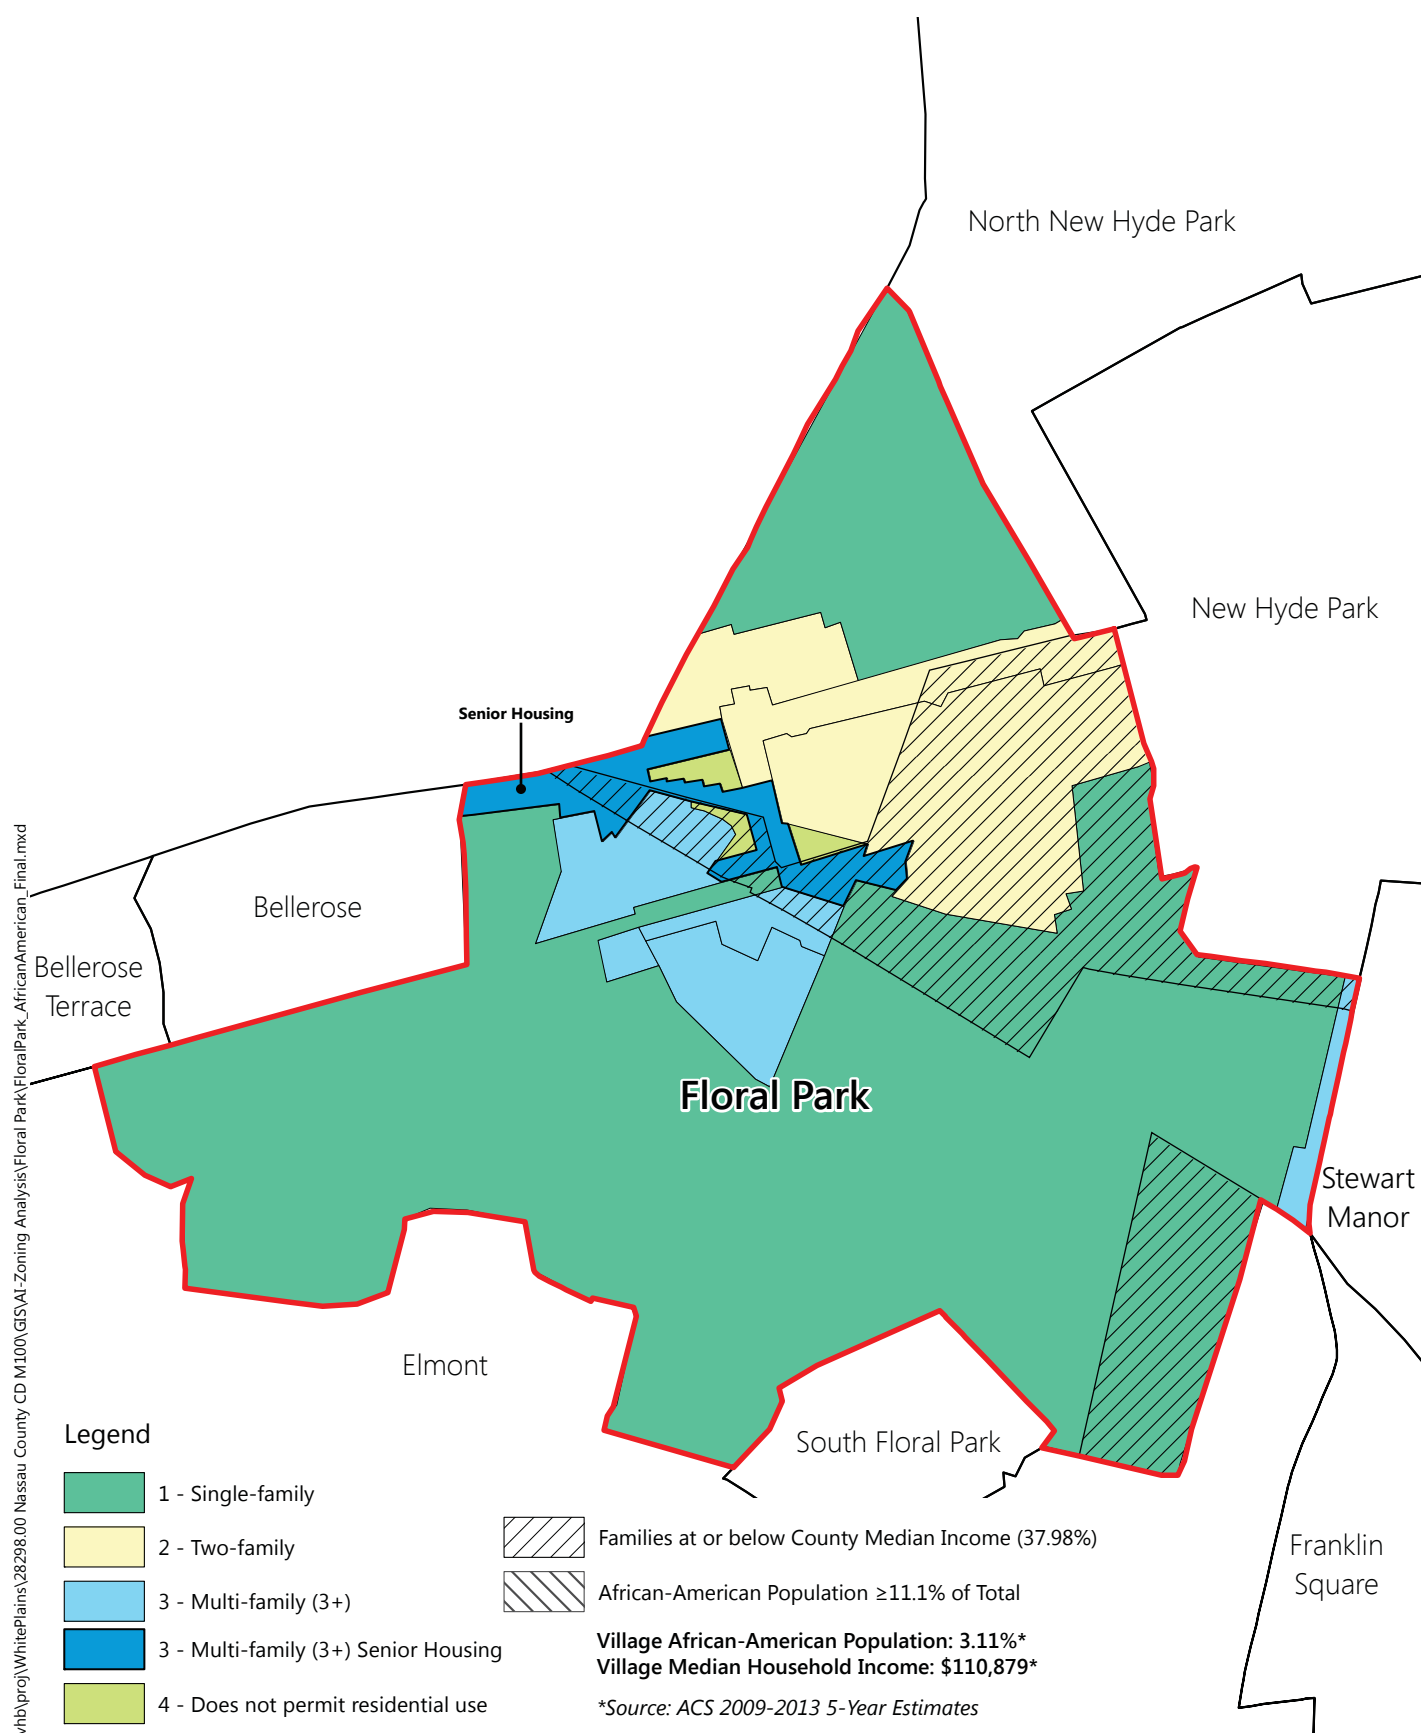 North New Hyde Park
New Hyde Park
Senior Housing
Bellerose
Bellerose
Terrace
Floral Park
Stewart
Manor
Elmont
South Floral Park
Franklin
Square
Legend
1 - Single-family
2 - Two-family
3 - Multi-family (3+)
3 - Multi-family (3+) Senior Housing
4 - Does not permit residential use
Families at or below County Median Income (37.98%)
African-American Population ≥11.1% of Total
Village African-American Population: 3.11%*
Village Median Household Income: $110,879*
*Source: ACS 2009-2013 5-Year Estimates
vhb\proj\WhitePlains\28298.00 Nassau County CD M100\GIS\AI-Zoning Analysis\Floral Park\FloralPark_AfricanAmerican_Final.mxd